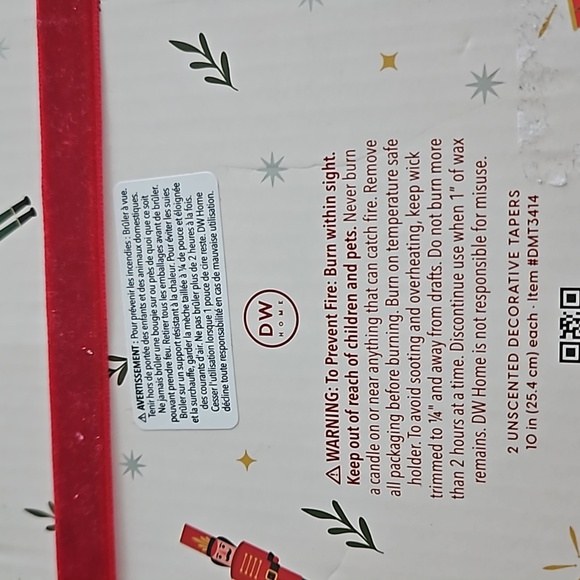 ⚠ AVERTISSEMENT : Pour prévenir les incendies : Brûler à vue.
Tenir hors de portée des enfants et des animaux domestiques.
Ne jamais brûler une bougie sur ou près de quoi que ce soit
pouvant prendre feu. Retirer tous les emballages avant de brûler.
Brûler sur un support résistant à la chaleur. Pour éviter les suies
et la surchauffe, garder la mèche taillée à ¼ de pouce et éloignée
des courants d'air. Ne pas brûler plus de 2 heures à la fois.
Cesser l'utilisation lorsque 1 pouce de cire reste. DW Home
décline toute responsabilité en cas de mauvaise utilisation.
DW
HOME
⚠ WARNING: To Prevent Fire: Burn within sight.
Keep out of reach of children and pets. Never burn
a candle on or near anything that can catch fire. Remove
all packaging before burning. Burn on temperature safe
holder. To avoid sooting and overheating, keep wick
trimmed to ¼" and away from drafts. Do not burn more
than 2 hours at a time. Discontinue use when 1" of wax
remains. DW Home is not responsible for misuse.
2 UNSCENTED DECORATIVE TAPERS
10 in (25.4 cm) each · Item #DMT3414